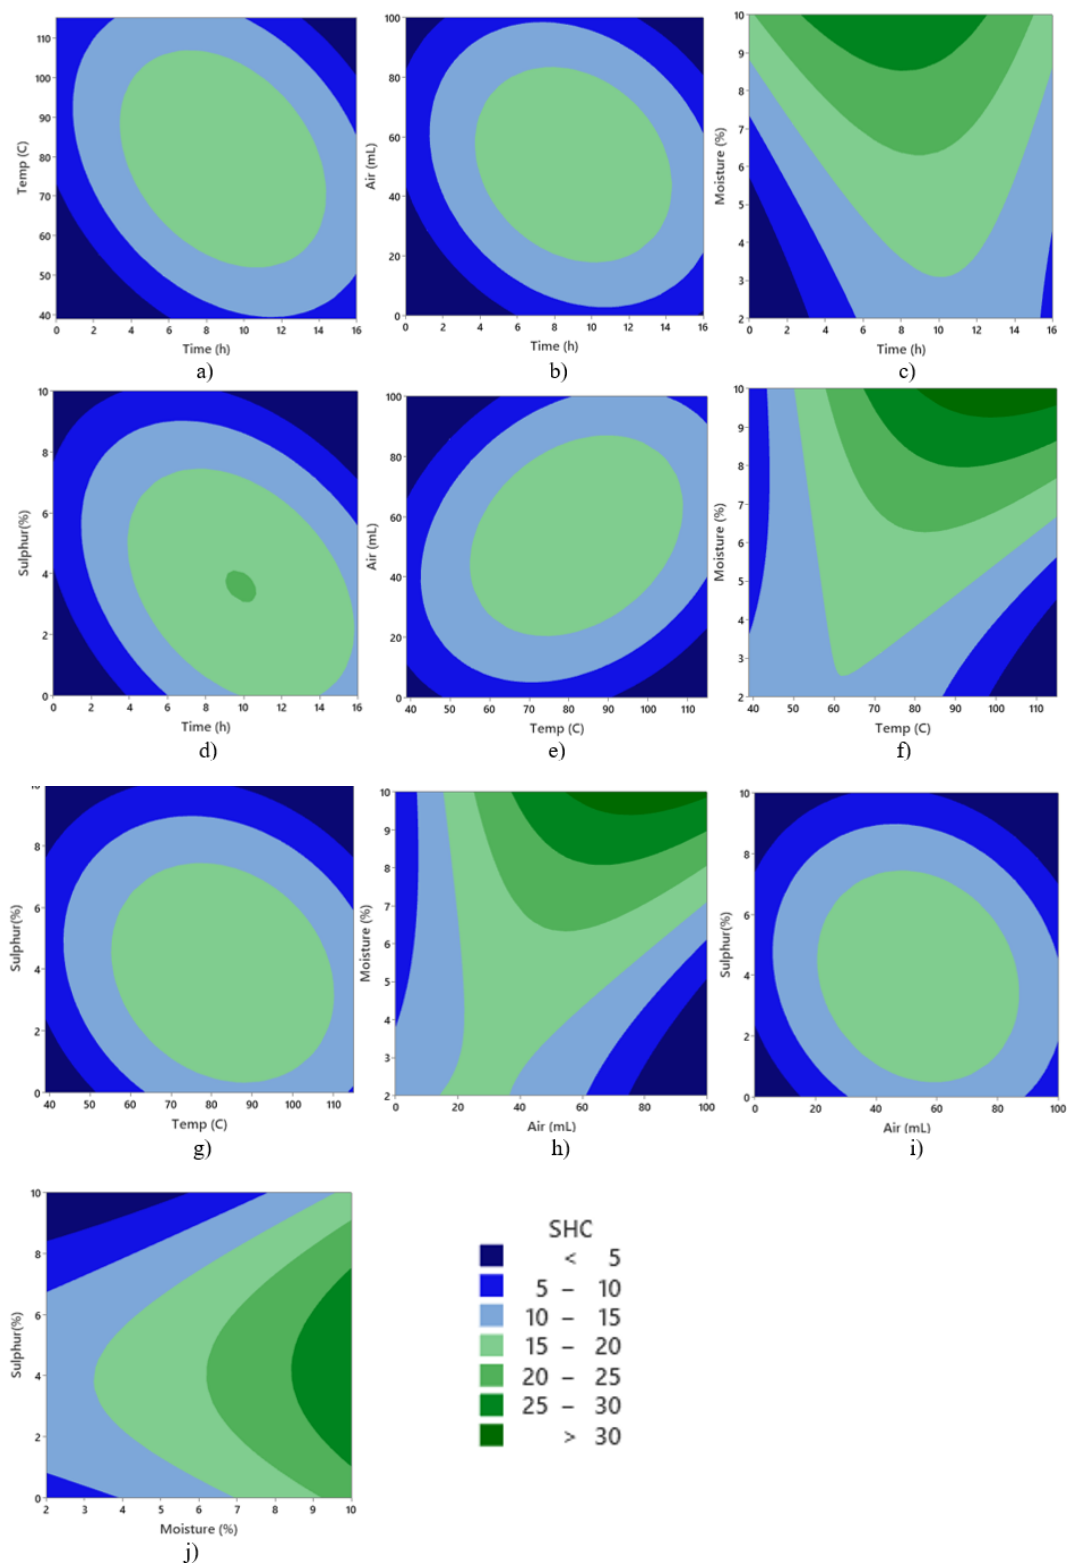 110
100
90
80
70
60
50
40
Temp (C)
0 2 4 6 8 10 12 14 16
Time (h)
a)
100
80
60
40
20
0
Air (mL)
0 2 4 6 8 10 12 14 16
Time (h)
b)
10
9
8
7
6
5
4
3
2
Moisture (%)
0 2 4 6 8 10 12 14 16
Time (h)
c)
10
8
6
4
2
0
Sulphur(%)
0 2 4 6 8 10 12 14 16
Time (h)
d)
100
80
60
40
20
0
Air (mL)
40 50 60 70 80 90 100 110
Temp (C)
e)
10
9
8
7
6
5
4
3
2
Moisture (%)
40 50 60 70 80 90 100 110
Temp (C)
f)
8
6
4
2
0
Sulphur(%)
40 50 60 70 80 90 100 110
Temp (C)
g)
10
9
8
7
6
5
4
3
2
Moisture (%)
0 20 40 60 80 100
Air (mL)
h)
10
8
6
4
2
0
Sulphur(%)
0 20 40 60 80 100
Air (mL)
i)
10
8
6
4
2
0
Sulphur(%)
2 3 4 5 6 7 8 9 10
Moisture (%)
j)
SHC
< 5
5 – 10
10 – 15
15 – 20
20 – 25
25 – 30
> 30